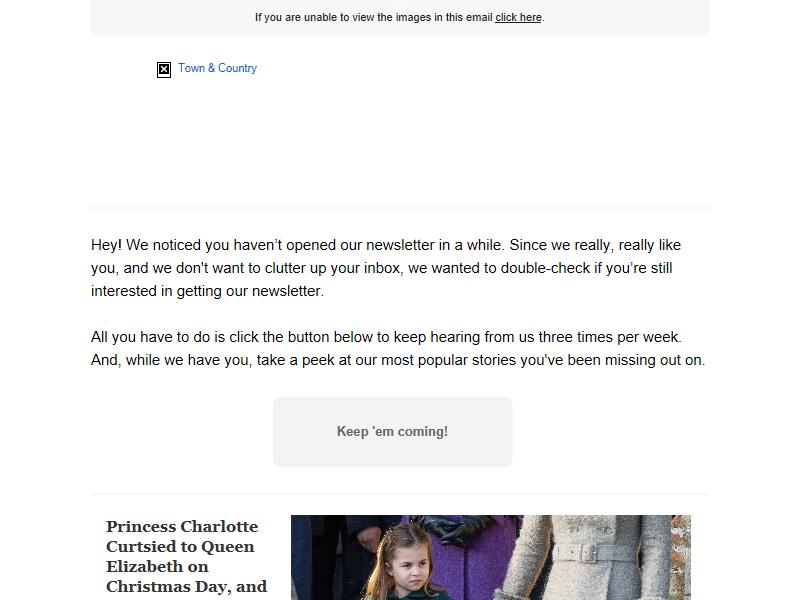 If you are unable to view the images in this email click here.
Town & Country
Hey! We noticed you haven’t opened our newsletter in a while. Since we really, really like
you, and we don't want to clutter up your inbox, we wanted to double-check if you’re still
interested in getting our newsletter.
All you have to do is click the button below to keep hearing from us three times per week.
And, while we have you, take a peek at our most popular stories you've been missing out on.
Keep 'em coming!
Princess Charlotte
Curtsied to Queen
Elizabeth on
Christmas Day, and